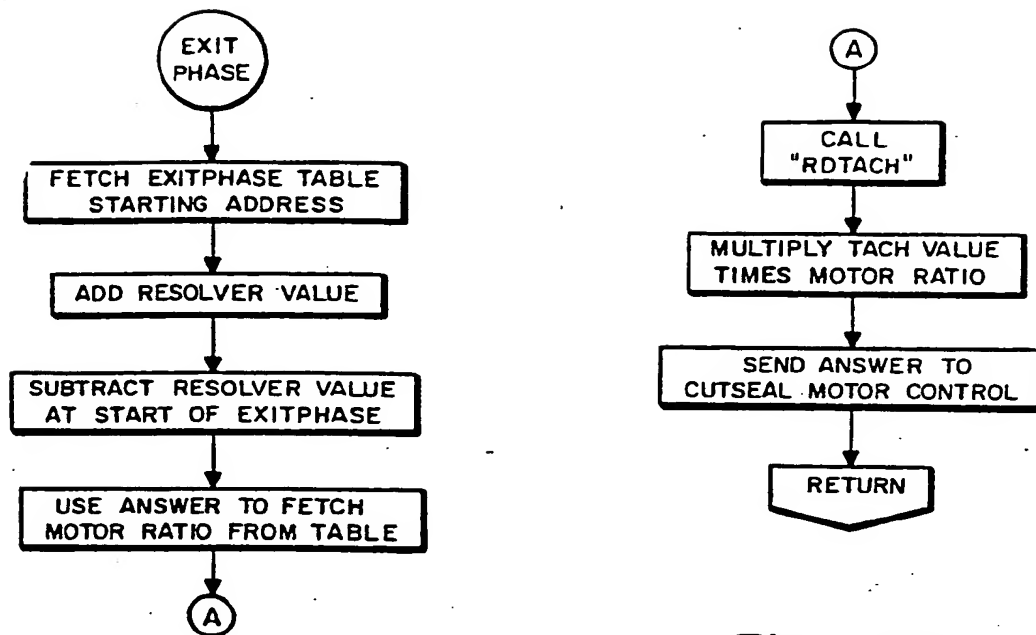 EXIT
PHASE
FETCH EXITPHASE TABLE
STARTING ADDRESS
ADD RESOLVER VALUE
SUBTRACT RESOLVER VALUE
AT START OF EXITPHASE
USE ANSWER TO FETCH
MOTOR RATIO FROM TABLE
A
A
CALL
"RDTACH"
MULTIPLY TACH VALUE
TIMES MOTOR RATIO
SEND ANSWER TO
CUTSEAL MOTOR CONTROL
RETURN